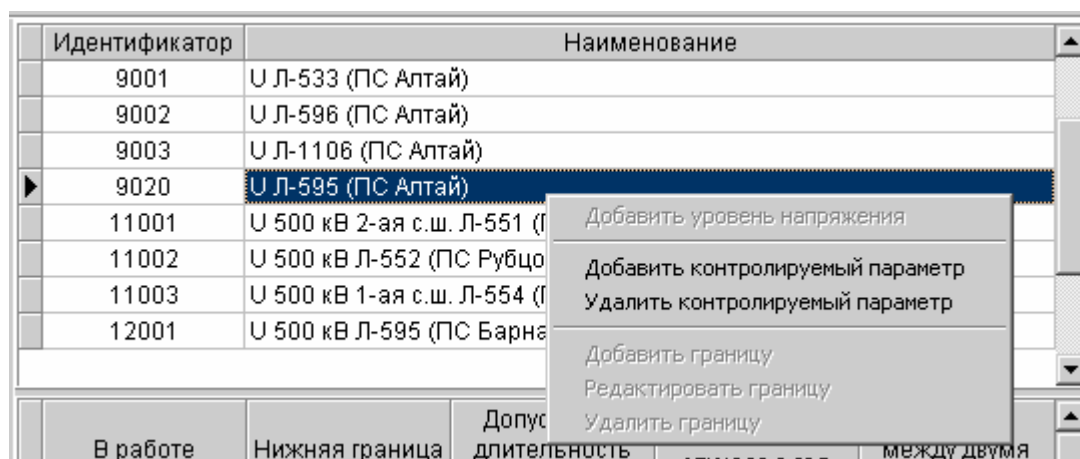 Идентификатор Наименование
9001 U Л-533 (ПС Алтай)
9002 U Л-596 (ПС Алтай)
9003 U Л-1106 (ПС Алтай)
9020 U Л-595 (ПС Алтай)
11001 U 500 кВ 2-ая с.ш. Л-551
11002 U 500 кВ Л-552 (ПС Рубцо
11003 U 500 кВ 1-ая с.ш. Л-554
12001 U 500 кВ Л-595 (ПС Барна
Добавить уровень напряжения
Добавить контролируемый параметр
Удалить контролируемый параметр
Добавить границу
Редактировать границу
Удалить границу
Допус
В работе Нижняя граница длительность между двумя